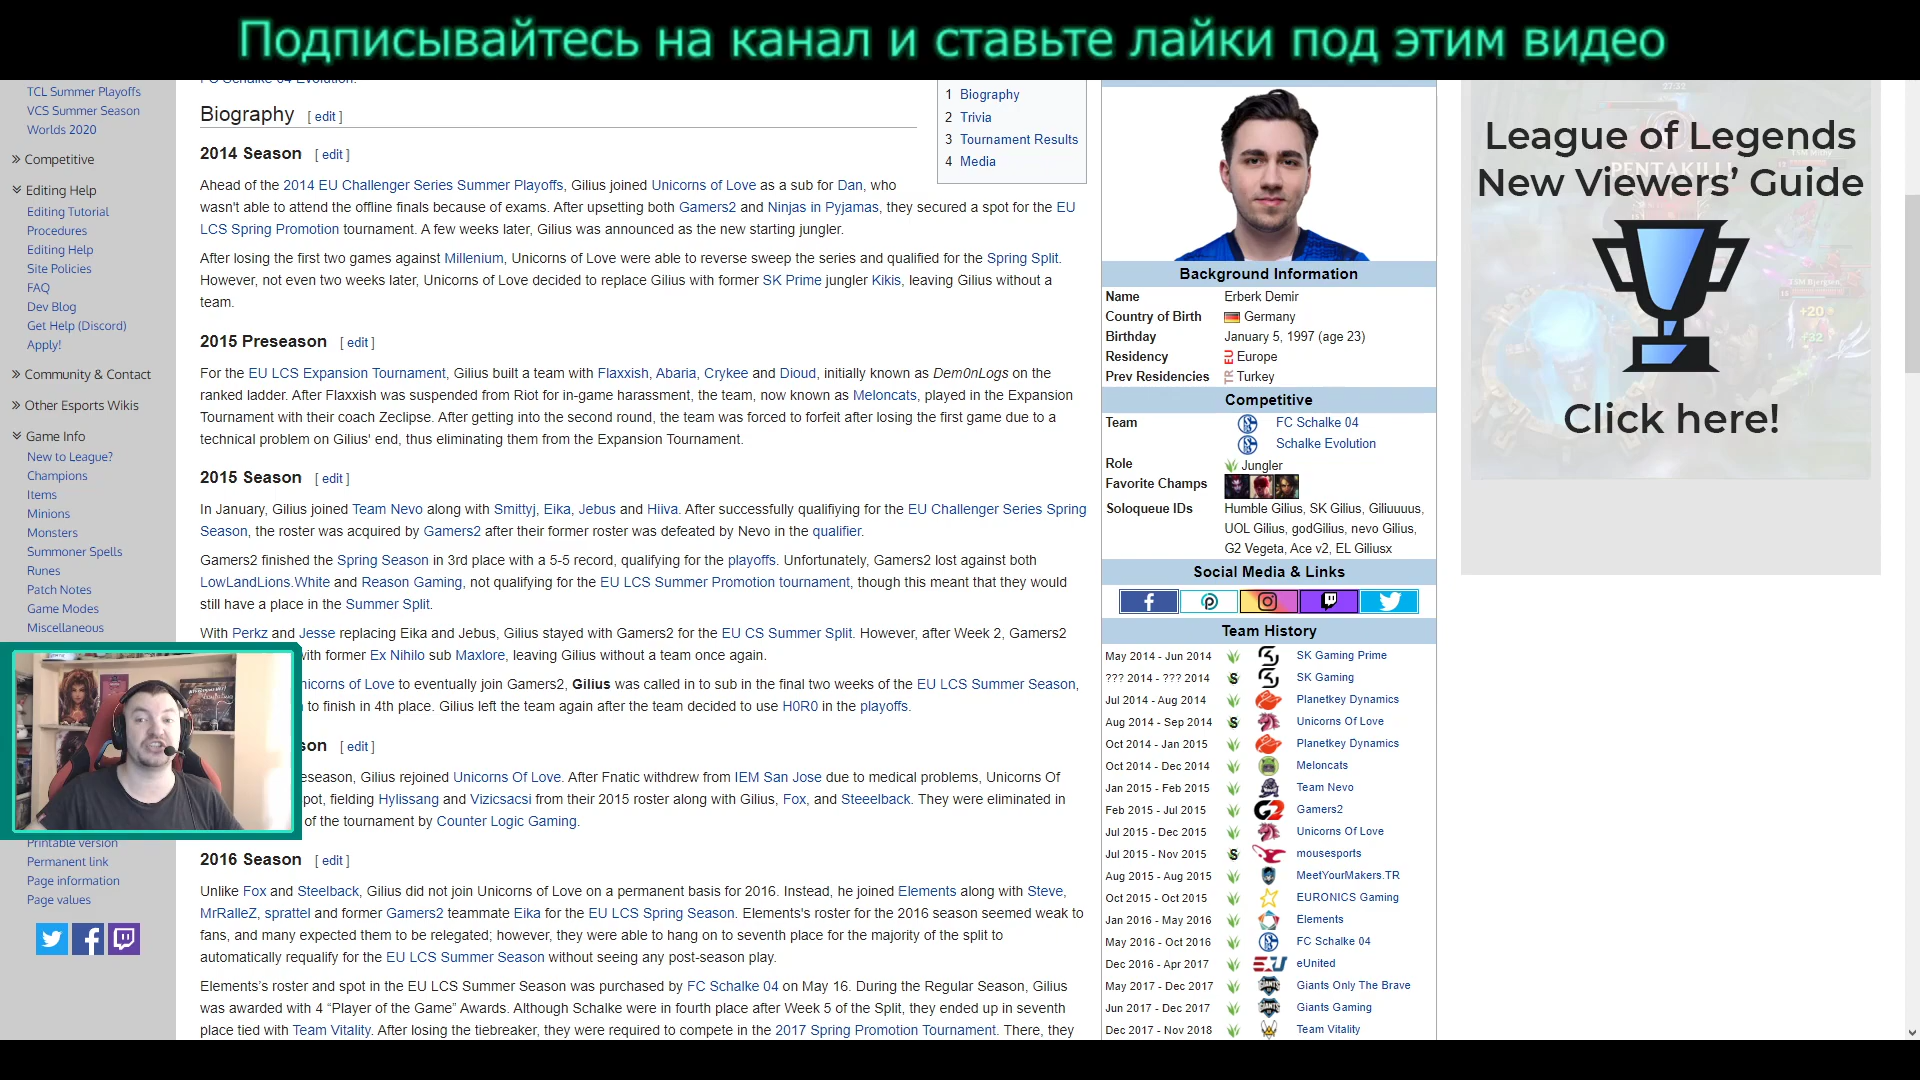 Подписывайтесь на канал и ставьте лайки под этим видео
TCL Summer Playoffs
VCS Summer Season
Worlds 2020
Competitive
Editing Help
Editing Tutorial
Procedures
Editing Help
Site Policies
FAQ
Dev Blog
Get Help (Discord)
Apply!
Community & Contact
Other Esports Wikis
Game Info
New to League?
Champions
Items
Minions
Monsters
Summoner Spells
Runes
Patch Notes
Game Modes
Miscellaneous
Printable version
Permanent link
Page information
Page values
FC Schalke 04 Evolution.
Biography [ edit ]
2014 Season [ edit ]
Ahead of the 2014 EU Challenger Series Summer Playoffs, Gilius joined Unicorns of Love as a sub for Dan, who
wasn't able to attend the offline finals because of exams. After upsetting both Gamers2 and Ninjas in Pyjamas, they secured a spot for the EU
LCS Spring Promotion tournament. A few weeks later, Gilius was announced as the new starting jungler.
After losing the first two games against Millenium, Unicorns of Love were able to reverse sweep the series and qualified for the Spring Split.
However, not even two weeks later, Unicorns of Love decided to replace Gilius with former SK Prime jungler Kikis, leaving Gilius without a
team.
2015 Preseason [ edit ]
For the EU LCS Expansion Tournament, Gilius built a team with Flaxxish, Abaria, Crykee and Dioud, initially known as Dem0nLogs on the
ranked ladder. After Flaxxish was suspended from Riot for in-game harassment, the team, now known as Meloncats, played in the Expansion
Tournament with their coach Zeclipse. After getting into the second round, the team was forced to forfeit after losing the first game due to a
technical problem on Gilius' end, thus eliminating them from the Expansion Tournament.
2015 Season [ edit ]
In January, Gilius joined Team Nevo along with Smittyj, Eika, Jebus and Hiiva. After successfully qualifiying for the EU Challenger Series Spring
Season, the roster was acquired by Gamers2 after their former roster was defeated by Nevo in the qualifier.
Gamers2 finished the Spring Season in 3rd place with a 5-5 record, qualifying for the playoffs. Unfortunately, Gamers2 lost against both
LowLandLions.White and Reason Gaming, not qualifying for the EU LCS Summer Promotion tournament, though this meant that they would
still have a place in the Summer Split.
With Perkz and Jesse replacing Eika and Jebus, Gilius stayed with Gamers2 for the EU CS Summer Split. However, after Week 2, Gamers2
with former Ex Nihilo sub Maxlore, leaving Gilius without a team once again.
nicorns of Love to eventually join Gamers2, Gilius was called in to sub in the final two weeks of the EU LCS Summer Season,
to finish in 4th place. Gilius left the team again after the team decided to use H0R0 in the playoffs.
son [ edit ]
eseason, Gilius rejoined Unicorns Of Love. After Fnatic withdrew from IEM San Jose due to medical problems, Unicorns Of
pot, fielding Hylissang and Vizicsacsi from their 2015 roster along with Gilius, Fox, and Steeelback. They were eliminated in
of the tournament by Counter Logic Gaming.
2016 Season [ edit ]
Unlike Fox and Steelback, Gilius did not join Unicorns of Love on a permanent basis for 2016. Instead, he joined Elements along with Steve,
MrRalleZ, sprattel and former Gamers2 teammate Eika for the EU LCS Spring Season. Elements's roster for the 2016 season seemed weak to
fans, and many expected them to be relegated; however, they were able to hang on to seventh place for the majority of the split to
automatically requalify for the EU LCS Summer Season without seeing any post-season play.
Elements's roster and spot in the EU LCS Summer Season was purchased by FC Schalke 04 on May 16. During the Regular Season, Gilius
was awarded with 4 “Player of the Game” Awards. Although Schalke were in fourth place after Week 5 of the Split, they ended up in seventh
place tied with Team Vitality. After losing the tiebreaker, they were required to compete in the 2017 Spring Promotion Tournament. There, they
1 Biography
2 Trivia
3 Tournament Results
4 Media
Background Information
Name Erberk Demir
Country of Birth Germany
Birthday January 5, 1997 (age 23)
Residency EU Europe
Prev Residencies TR Turkey
Competitive
Team FC Schalke 04
Schalke Evolution
Role Jungler
Favorite Champs
Soloqueue IDs Humble Gilius, SK Gilius, Giliuuuus,
UOL Gilius, godGilius, nevo Gilius,
G2 Vegeta, Ace v2, EL Giliusx
Social Media & Links
Team History
May 2014 - Jun 2014 SK Gaming Prime
??? 2014 - ??? 2014 S SK Gaming
Jul 2014 - Aug 2014 Planetkey Dynamics
Aug 2014 - Sep 2014 S Unicorns Of Love
Oct 2014 - Jan 2015 Planetkey Dynamics
Oct 2014 - Dec 2014 Meloncats
Jan 2015 - Feb 2015 Team Nevo
Feb 2015 - Jul 2015 Gamers2
Jul 2015 - Dec 2015 Unicorns Of Love
Jul 2015 - Nov 2015 S mousesports
Aug 2015 - Aug 2015 MeetYourMakers.TR
Oct 2015 - Oct 2015 EURONICS Gaming
Jan 2016 - May 2016 Elements
May 2016 - Oct 2016 FC Schalke 04
Dec 2016 - Apr 2017 eUnited
May 2017 - Dec 2017 Giants Only The Brave
Jun 2017 - Dec 2017 Giants Gaming
Dec 2017 - Nov 2018 Team Vitality
27:32
League of Legends
PENTAKILL!
New Viewers’ Guide
+20
Click here!